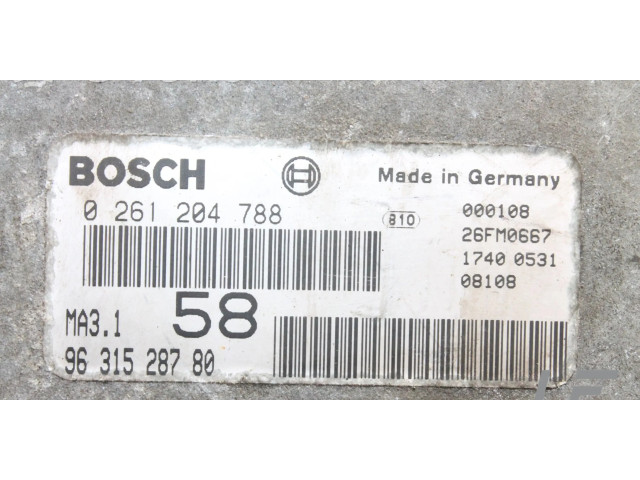 BOSCH
Made in Germany
0 261 204 788
810
000108
26FM0667
1740 0531
08108
MA3.1
58
96 315 287 80